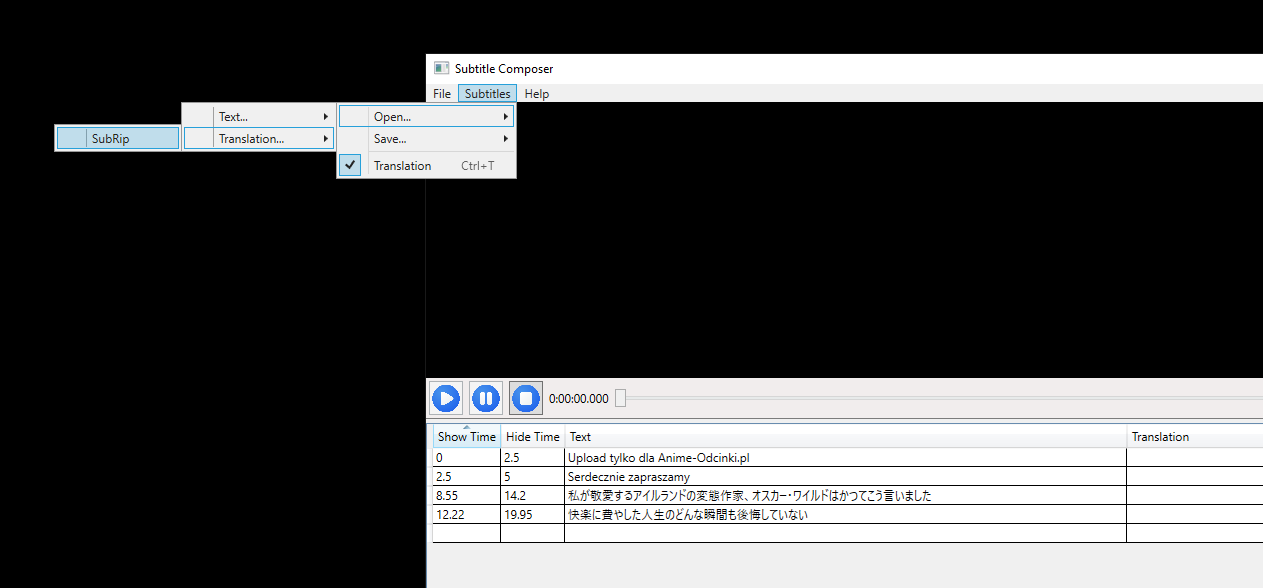 Subtitle Composer
File Subtitles Help
Text... Open...
SubRip Translation... Save...
Translation Ctrl+T
0:00:00.000
Show Time Hide Time Text Translation
0 2.5 Upload tylko dla Anime-Odcinki.pl
2.5 5 Serdecznie zapraszamy
8.55 14.2 私が敬愛するアイルランドの変態作家、オスカー・ワイルドはかつてこう言いました
12.22 19.95 快楽に費やした人生のどんな瞬間も後悔していない